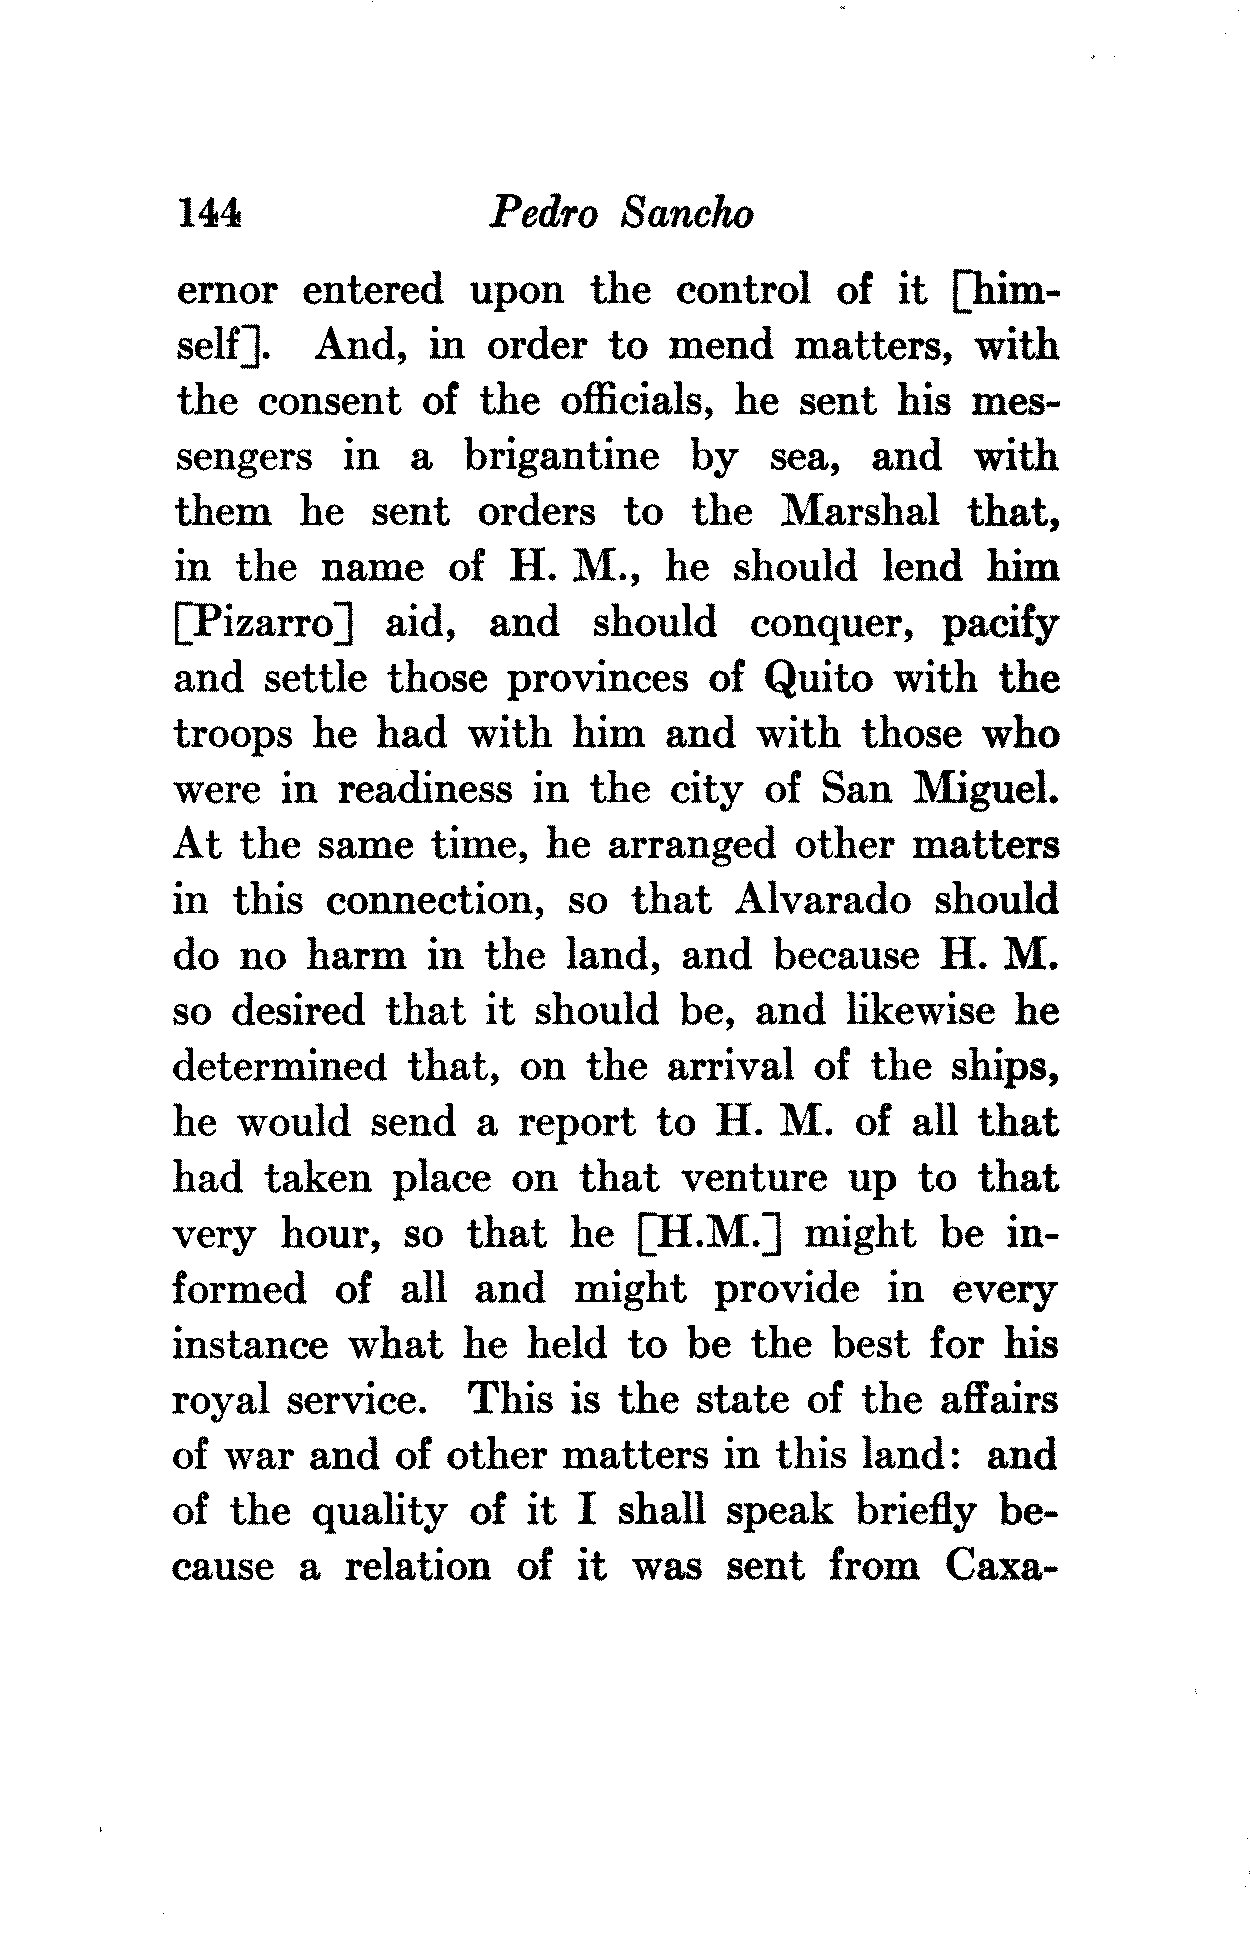 144 Pedro Sancho
ernor entered upon the control of it [him-
self]. And, in order to mend matters, with
the consent of the officials, he sent his mes-
sengers in a brigantine by sea, and with
them he sent orders to the Marshal that,
in the name of H. M., he should lend him
[Pizarro] aid, and should conquer, pacify
and settle those provinces of Quito with the
troops he had with him and with those who
were in readiness in the city of San Miguel.
At the same time, he arranged other matters
in this connection, so that Alvarado should
do no harm in the land, and because H. M.
so desired that it should be, and likewise he
determined that, on the arrival of the ships,
he would send a report to H. M. of all that
had taken place on that venture up to that
very hour, so that he [H.M.] might be in-
formed of all and might provide in every
instance what he held to be the best for his
royal service. This is the state of the affairs
of war and of other matters in this land: and
of the quality of it I shall speak briefly be-
cause a relation of it was sent from Caxa-